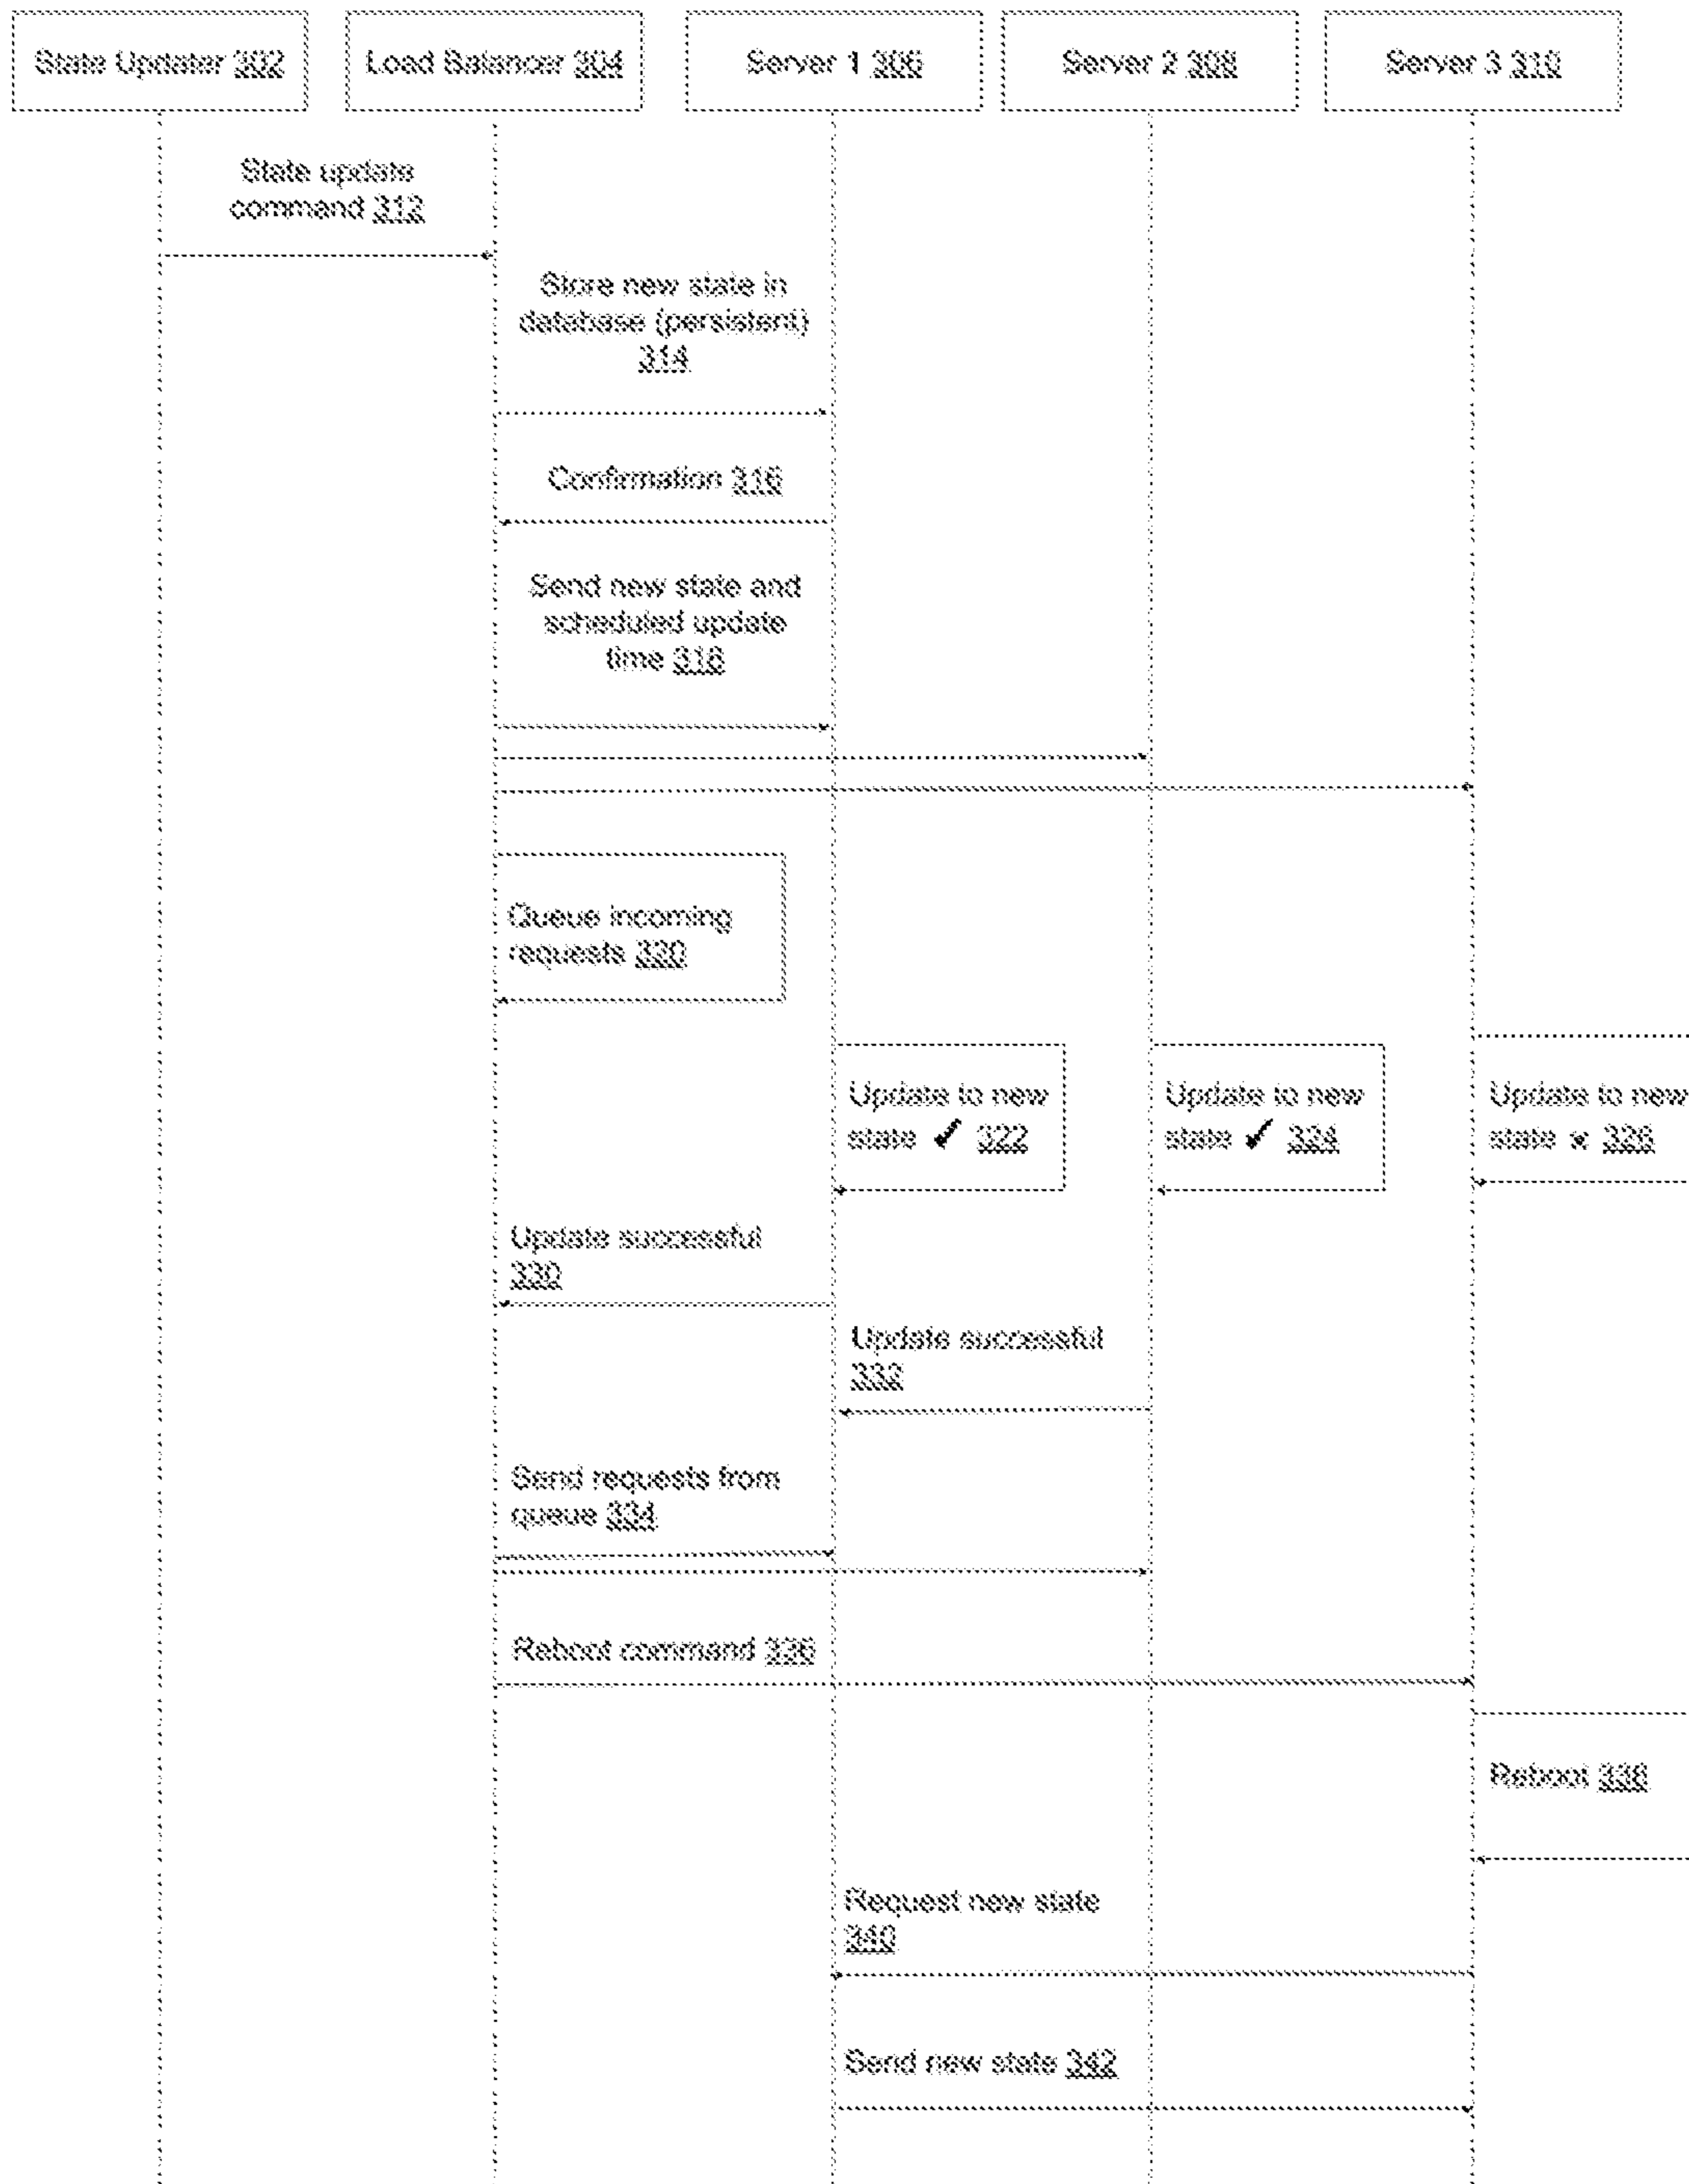 State Updater 302
Load Balancer 304
Server 1 306
Server 2 308
Server 3 310
State update
command 312
Store new state in
database (persistent)
314
Confirmation 316
Send new state and
scheduled update
time 318
Queue incoming
requests 320
Update to new
state ✓ 322
Update to new
state ✓ 324
Update to new
state × 326
Update successful
330
Update successful
332
Send requests from
queue 334
Reboot command 336
Reboot 338
Request new state
340
Send new state 342